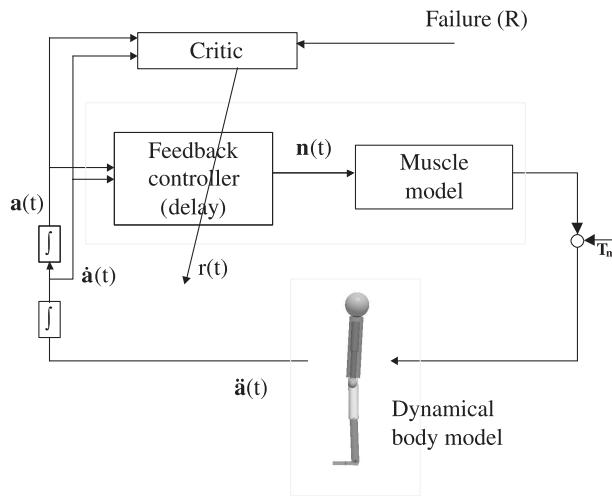 Failure (R)
Critic
Feedback
controller
(delay)
n(t)
Muscle
model
a(t)
∫
ȧ(t)
r(t)
Tn
∫
ä(t)
Dynamical
body model